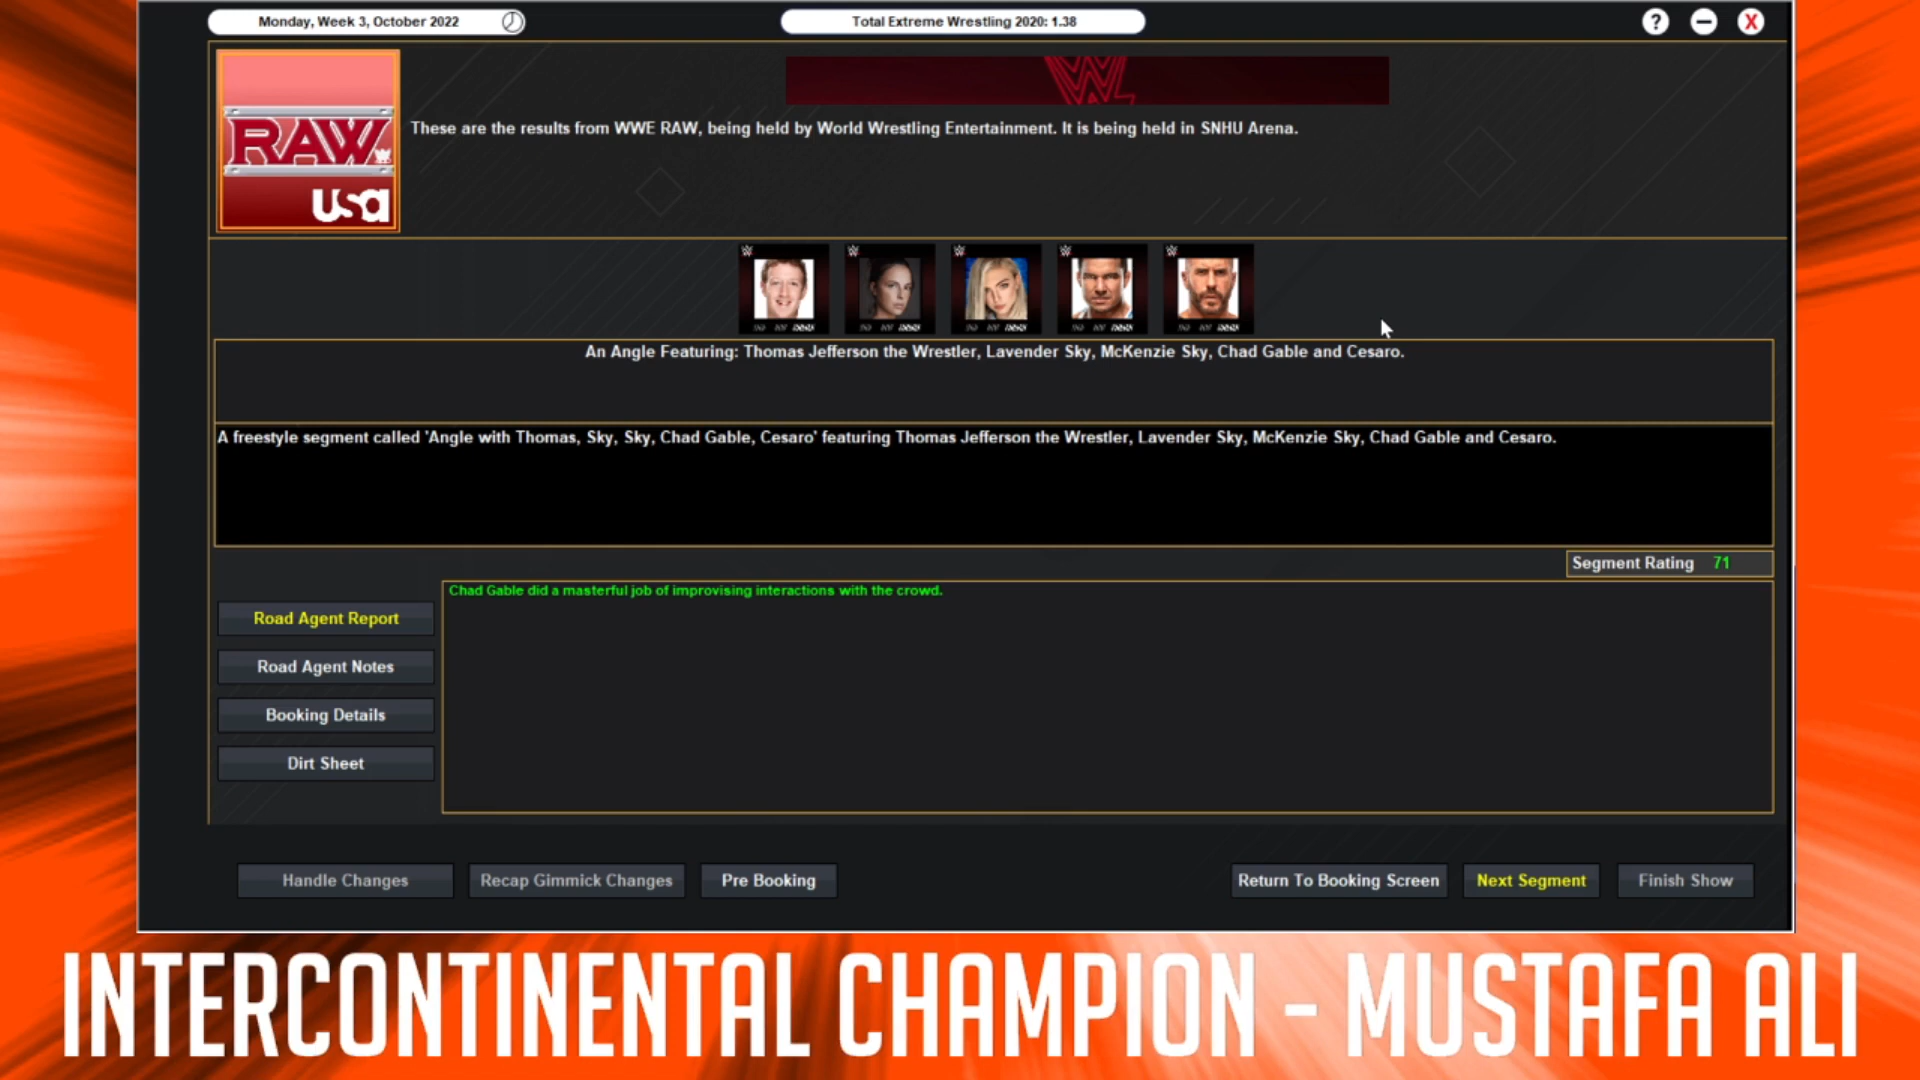 Monday, Week 3, October 2022
Total Extreme Wrestling 2020: 1.38
?
X
RAW
usa
These are the results from WWE RAW, being held by World Wrestling Entertainment. It is being held in SNHU Arena.
An Angle Featuring: Thomas Jefferson the Wrestler, Lavender Sky, McKenzie Sky, Chad Gable and Cesaro.
A freestyle segment called 'Angle with Thomas, Sky, Sky, Chad Gable, Cesaro' featuring Thomas Jefferson the Wrestler, Lavender Sky, McKenzie Sky, Chad Gable and Cesaro.
Segment Rating 71
Chad Gable did a masterful job of improvising interactions with the crowd.
Road Agent Report
Road Agent Notes
Booking Details
Dirt Sheet
Handle Changes
Recap Gimmick Changes
Pre Booking
Return To Booking Screen
Next Segment
Finish Show
INTERCONTINENTAL CHAMPION - MUSTAFA ALI